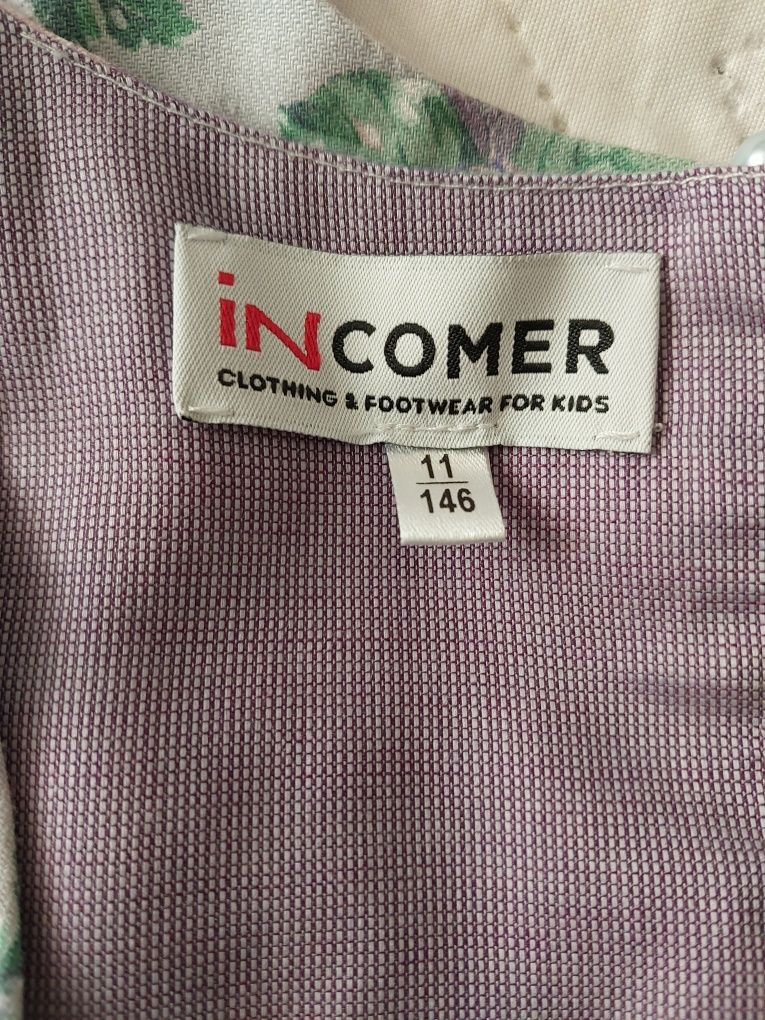 iNCOMER
CLOTHING & FOOTWEAR FOR KIDS
11
146